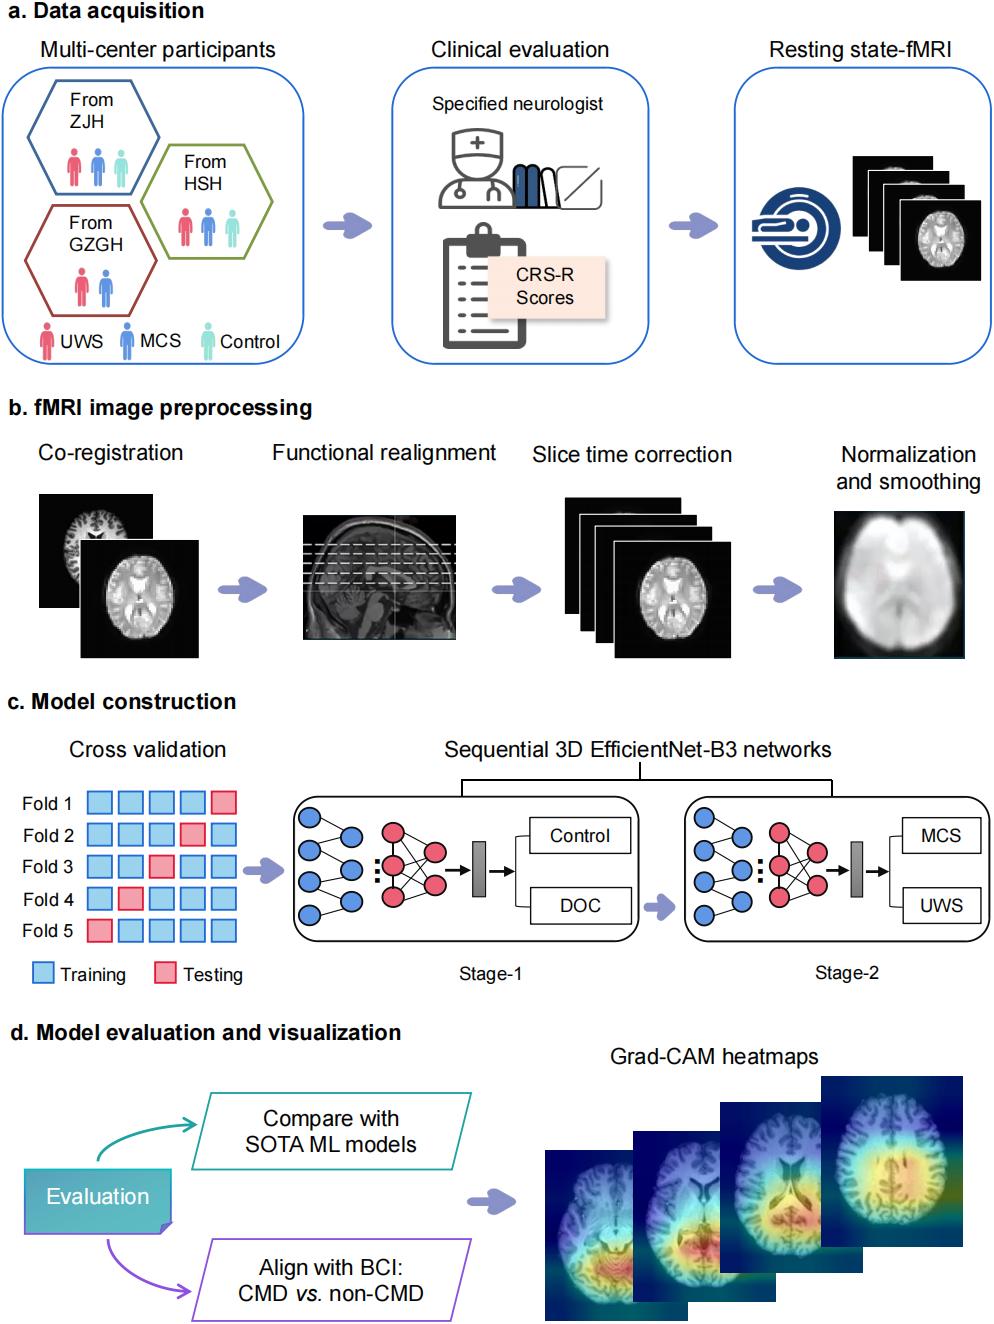 a. Data acquisition
Multi-center participants
Clinical evaluation
Resting state-fMRI
From
ZJH
From
HSH
From
GZGH
UWS
MCS
Control
Specified neurologist
CRS-R
Scores
b. fMRI image preprocessing
Co-registration
Functional realignment
Slice time correction
Normalization
and smoothing
c. Model construction
Cross validation
Sequential 3D EfficientNet-B3 networks
Fold 1
Fold 2
Fold 3
Fold 4
Fold 5
Training
Testing
Control
DOC
Stage-1
MCS
UWS
Stage-2
d. Model evaluation and visualization
Grad-CAM heatmaps
Evaluation
Compare with
SOTA ML models
Align with BCI:
CMD vs. non-CMD